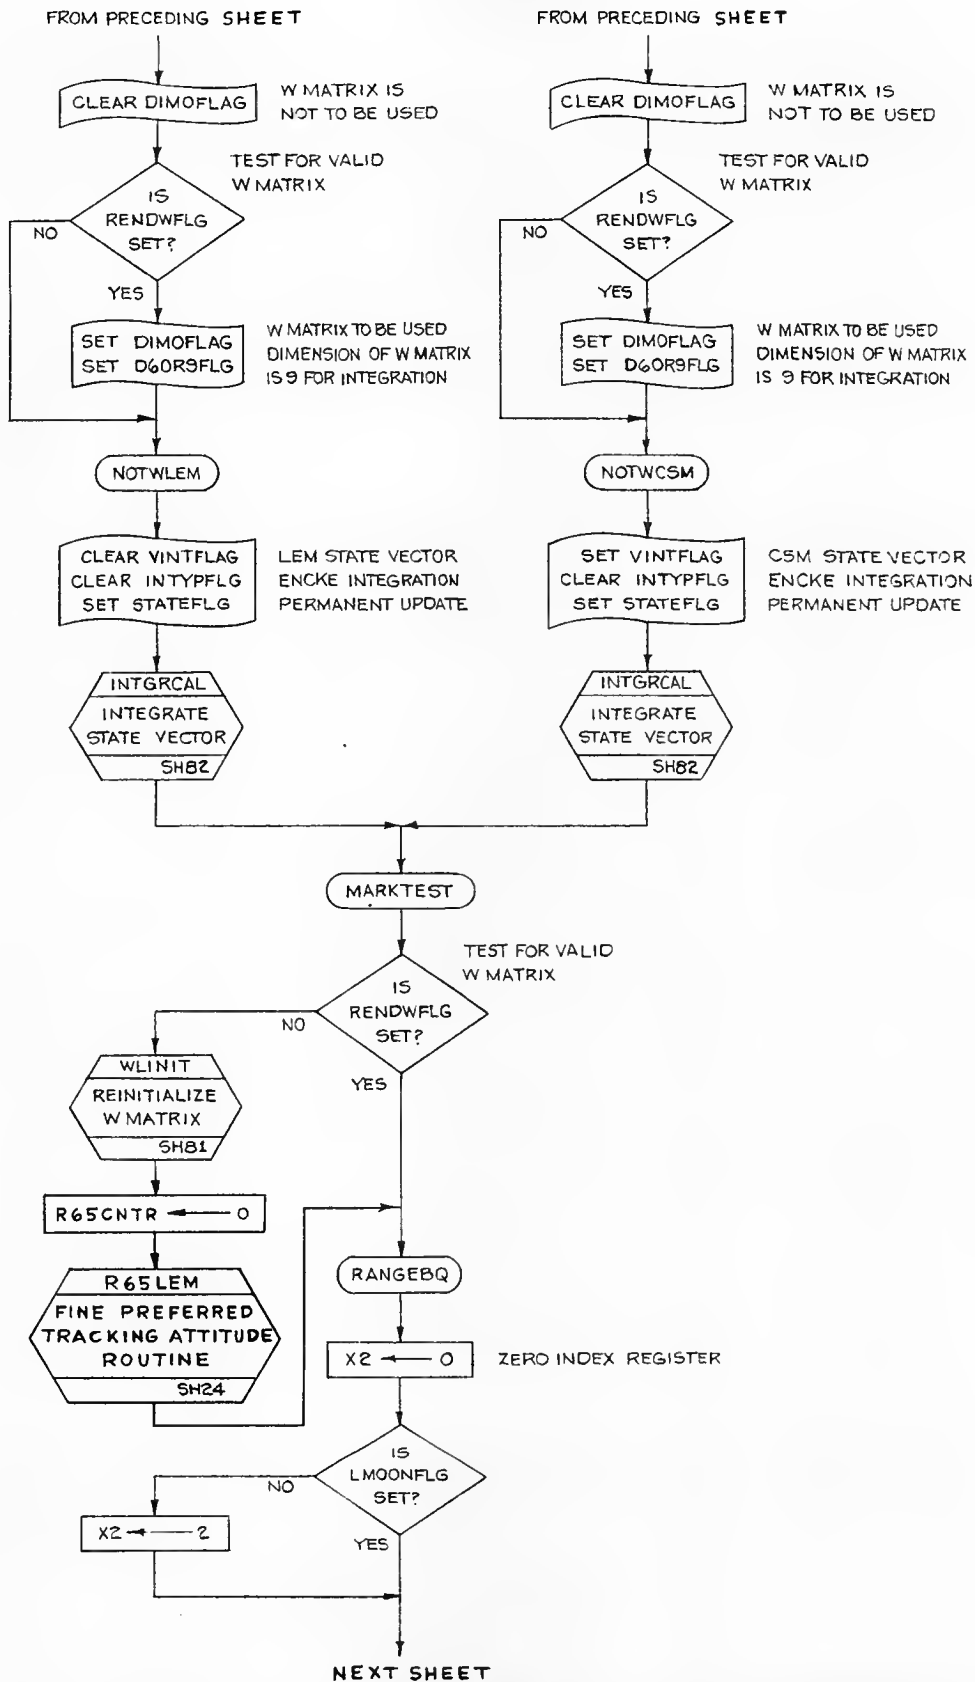 FROM PRECEDING SHEET
CLEAR DIMOFLAG
W MATRIX IS
NOT TO BE USED
TEST FOR VALID
W MATRIX
IS
RENDWFLG
SET?
NO
YES
SET DIMOFLAG
SET D6OR9FLG
W MATRIX TO BE USED
DIMENSION OF W MATRIX
IS 9 FOR INTEGRATION
NOTWLEM
CLEAR VINTFLAG
CLEAR INTYPFLG
SET STATEFLG
LEM STATE VECTOR
ENCKE INTEGRATION
PERMANENT UPDATE
INTGRCAL
INTEGRATE
STATE VECTOR
SH82
FROM PRECEDING SHEET
CLEAR DIMOFLAG
W MATRIX IS
NOT TO BE USED
TEST FOR VALID
W MATRIX
IS
RENDWFLG
SET?
NO
YES
SET DIMOFLAG
SET D6OR9FLG
W MATRIX TO BE USED
DIMENSION OF W MATRIX
IS 9 FOR INTEGRATION
NOTWCSM
SET VINTFLAG
CLEAR INTYPFLG
SET STATEFLG
CSM STATE VECTOR
ENCKE INTEGRATION
PERMANENT UPDATE
INTGRCAL
INTEGRATE
STATE VECTOR
SH82
MARKTEST
TEST FOR VALID
W MATRIX
IS
RENDWFLG
SET?
NO
YES
WLINIT
REINITIALIZE
W MATRIX
SH81
R65CNTR ← 0
R65LEM
FINE PREFERRED
TRACKING ATTITUDE
ROUTINE
SH24
RANGEBQ
X2 ← 0
ZERO INDEX REGISTER
IS
LMOONFLG
SET?
NO
YES
X2 ← 2
NEXT SHEET